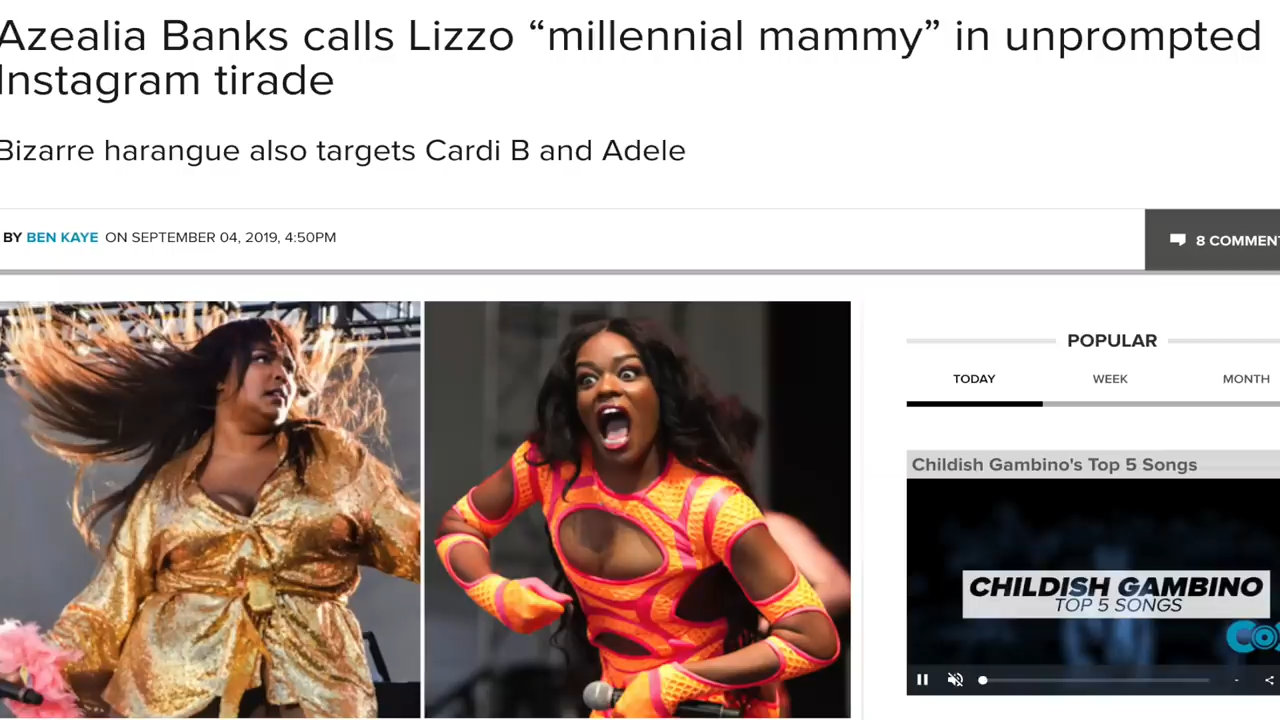 Azealia Banks calls Lizzo “millennial mammy” in unprompted
Instagram tirade
Bizarre harangue also targets Cardi B and Adele
BY BEN KAYE ON SEPTEMBER 04, 2019, 4:50PM
8 COMMENT
POPULAR
TODAY WEEK MONTH
Childish Gambino's Top 5 Songs
CHILDISH GAMBINO
TOP 5 SONGS